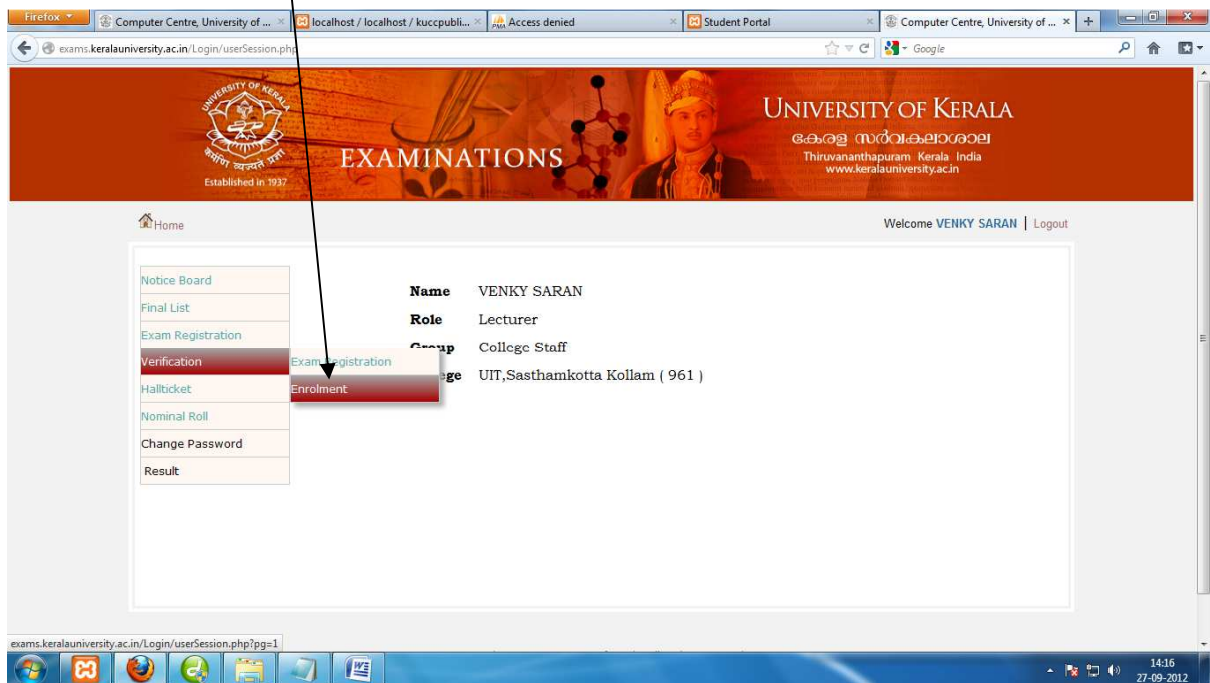 Firefox
Computer Centre, University of ...
localhost / localhost / kuccpubli...
Access denied
Student Portal
Computer Centre, University of ...
exams.keralauniversity.ac.in/Login/userSession.php
Google
UNIVERSITY OF KERALA
Established in 1937
EXAMINATIONS
UNIVERSITY OF KERALA
കേരള സർവകലാശാല
Thiruvananthapuram Kerala India
www.keralauniversity.ac.in
Home
Welcome VENKY SARAN | Logout
Notice Board
Final List
Exam Registration
Verification
Hallticket
Nominal Roll
Change Password
Result
Exam Registration
Enrolment
Name VENKY SARAN
Role Lecturer
Group College Staff
ege UIT,Sasthamkotta Kollam ( 961 )
exams.keralauniversity.ac.in/Login/userSession.php?pg=1
14:16
27-09-2012